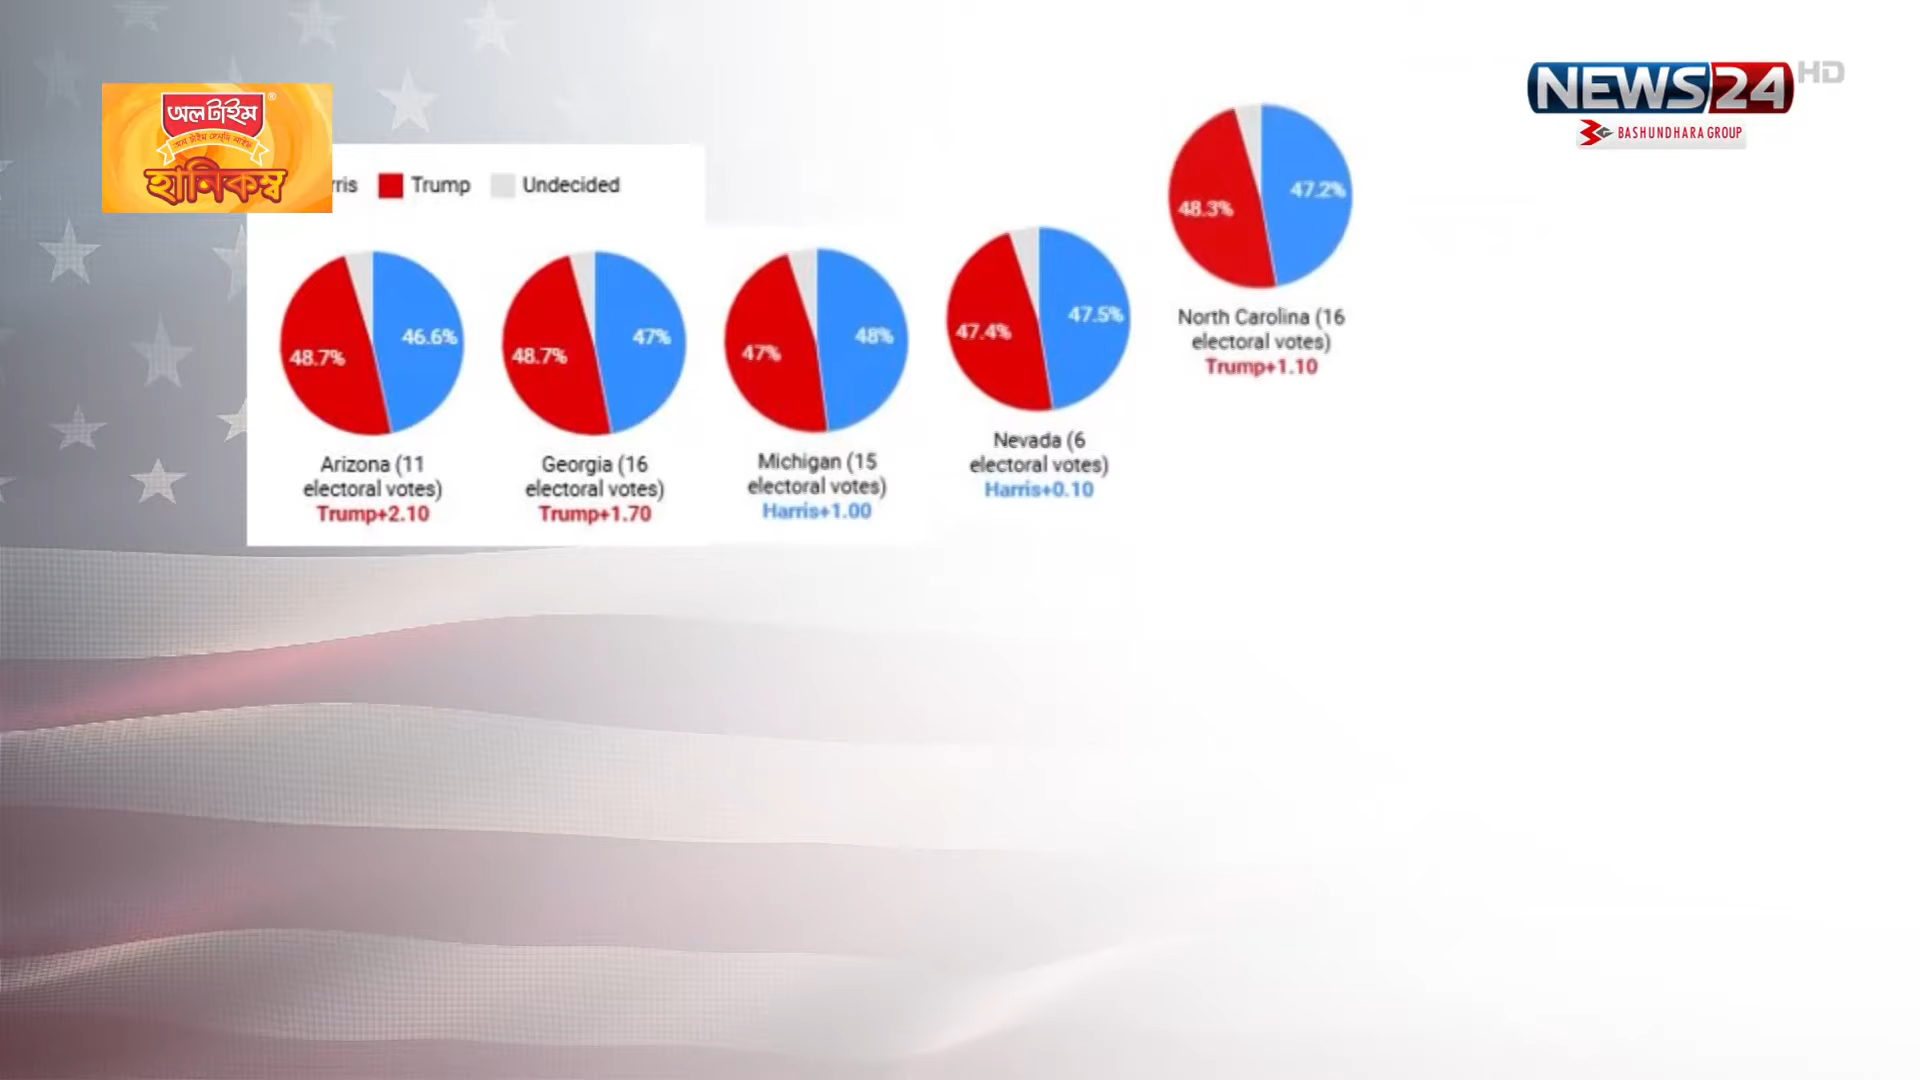 অলটাইম
হানিকম্ব
NEWS24 HD
BASHUNDHARA GROUP
rris Trump Undecided
48.7% 46.6%
Arizona (11
electoral votes)
Trump+2.10
48.7% 47%
Georgia (16
electoral votes)
Trump+1.70
47% 48%
Michigan (15
electoral votes)
Harris+1.00
47.4% 47.5%
Nevada (6
electoral votes)
Harris+0.10
48.3% 47.2%
North Carolina (16
electoral votes)
Trump+1.10